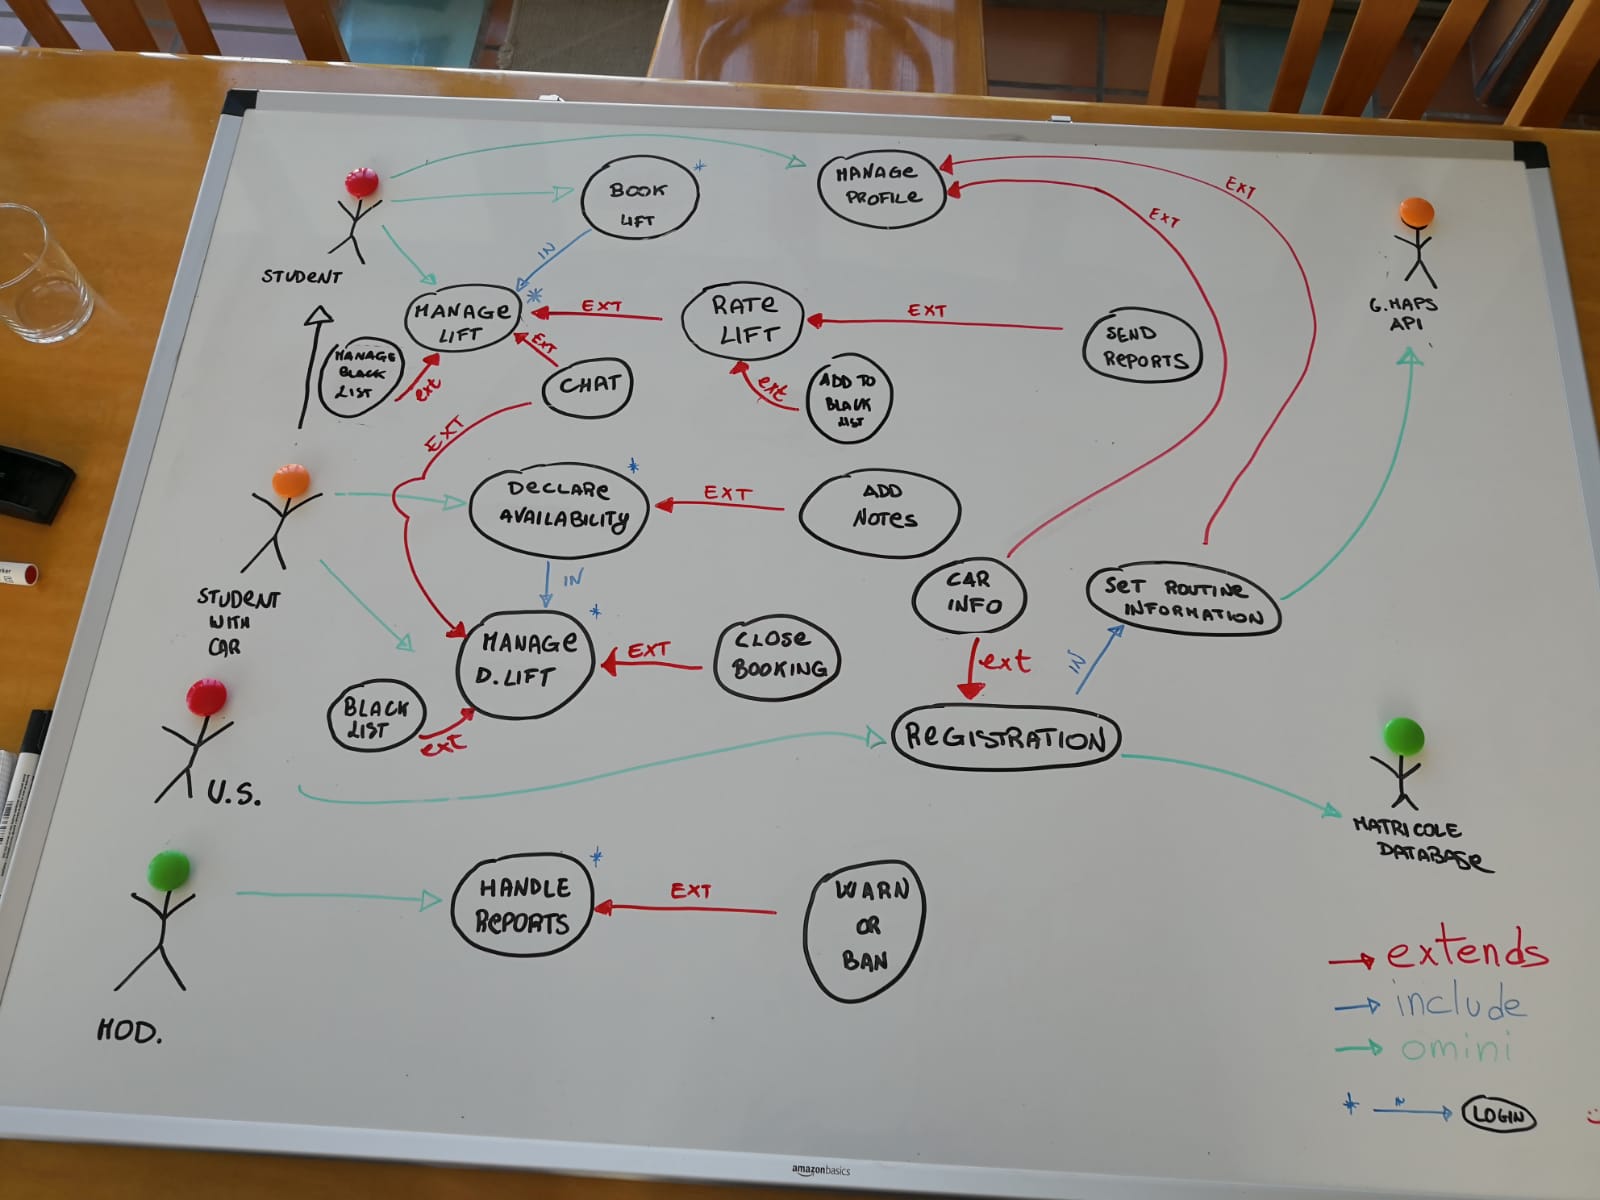 BOOK
LIFT
*
MANAGE
PROFILE
EXT
EXT
STUDENT
IN
MANAGE
LIFT
*
EXT
RATE
LIFT
EXT
SEND
REPORTS
G.MAPS
API
MANAGE
BLACK
LIST
ext
EXT
CHAT
ext
ADD TO
BLACK
LIST
EXT
DECLARE
AVAILABILITY
*
EXT
ADD
NOTES
STUDENT
WITH
CAR
IN
CAR
INFO
SET ROUTINE
INFORMATION
MANAGE
D.LIFT
*
EXT
CLOSE
BOOKING
ext
IN
BLACK
LIST
ext
REGISTRATION
U.S.
MATRICOLE
DATABASE
HANDLE
REPORTS
*
EXT
WARN
OR
BAN
MOD.
extends
include
omini
* IN LOGIN
amazonbasics